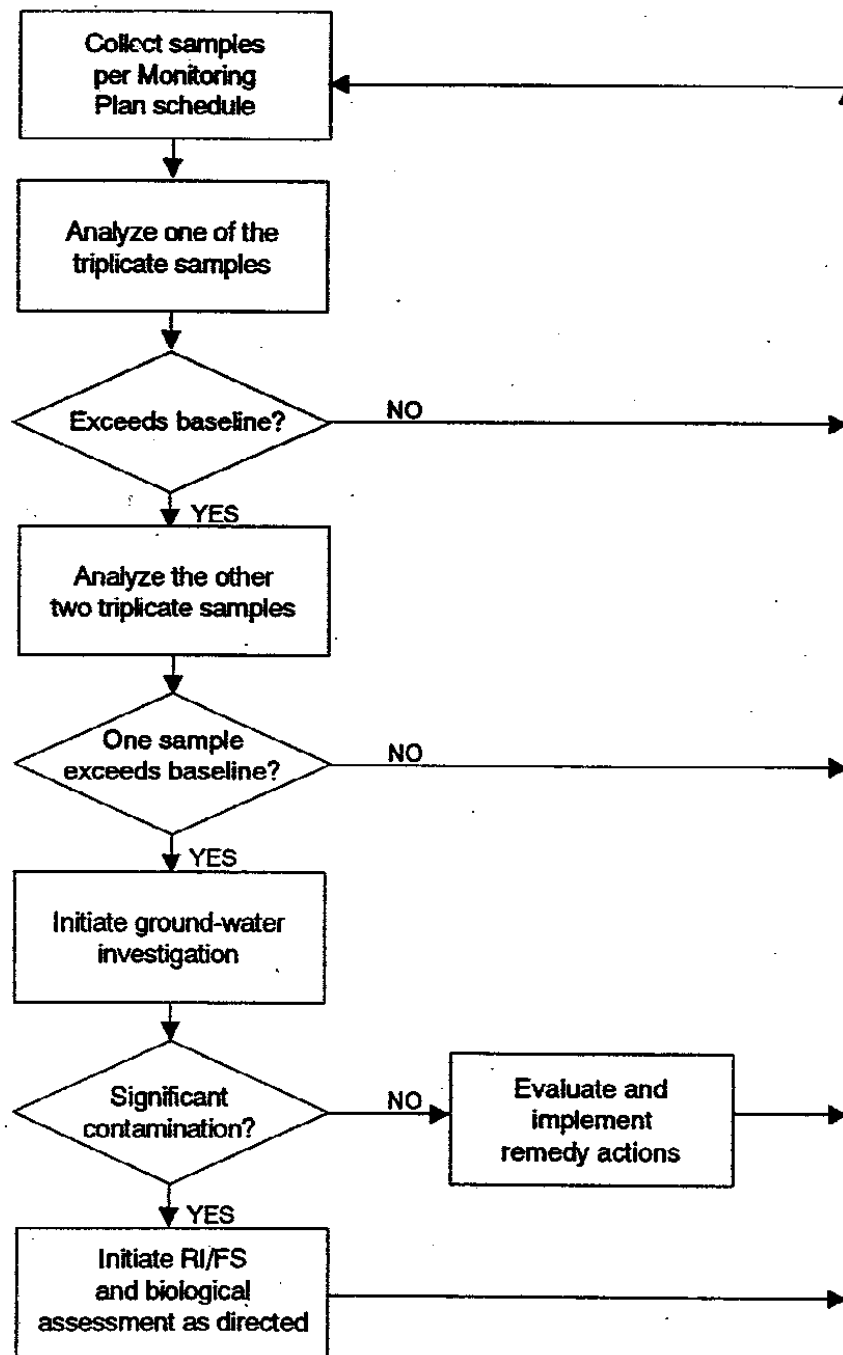 Collect samples
per Monitoring
Plan schedule
Analyze one of the
triplicate samples
Exceeds baseline?
NO
YES
Analyze the other
two triplicate samples
One sample
exceeds baseline?
NO
YES
Initiate ground-water
investigation
Significant
contamination?
NO
Evaluate and
implement
remedy actions
YES
Initiate RI/FS
and biological
assessment as directed